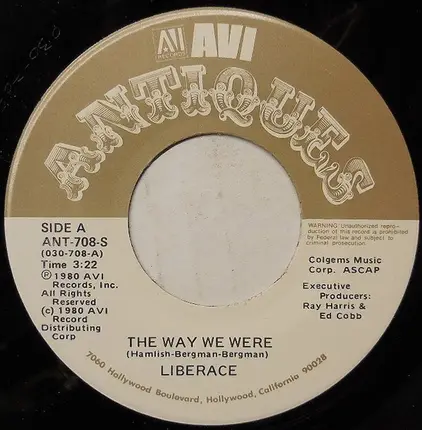 AVI
RECORDS
AVI
ANTIQUES
SIDE A
ANT-708-S
(030-708-A)
Time 3:22
℗ 1980 AVI
Records, Inc.
All Rights
Reserved
(c) 1980 AVI
Record
Distributing
Corp
WARNING: Unauthorized repro-
duction of this record is prohibited
by Federal law and subject to
criminal prosecution.
Colgems Music
Corp. ASCAP
Executive
Producers:
Ray Harris &
Ed Cobb
THE WAY WE WERE
(Hamlish-Bergman-Bergman)
LIBERACE
7060 Hollywood Boulevard, Hollywood, California 90028